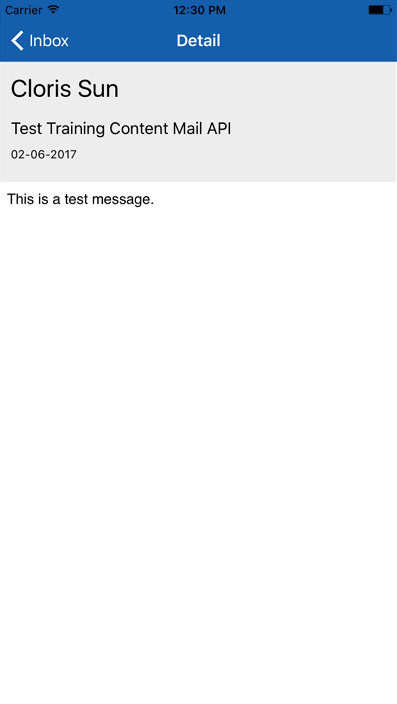 Carrier 12:30 PM
Inbox Detail
Cloris Sun
Test Training Content Mail API
02-06-2017
This is a test message.